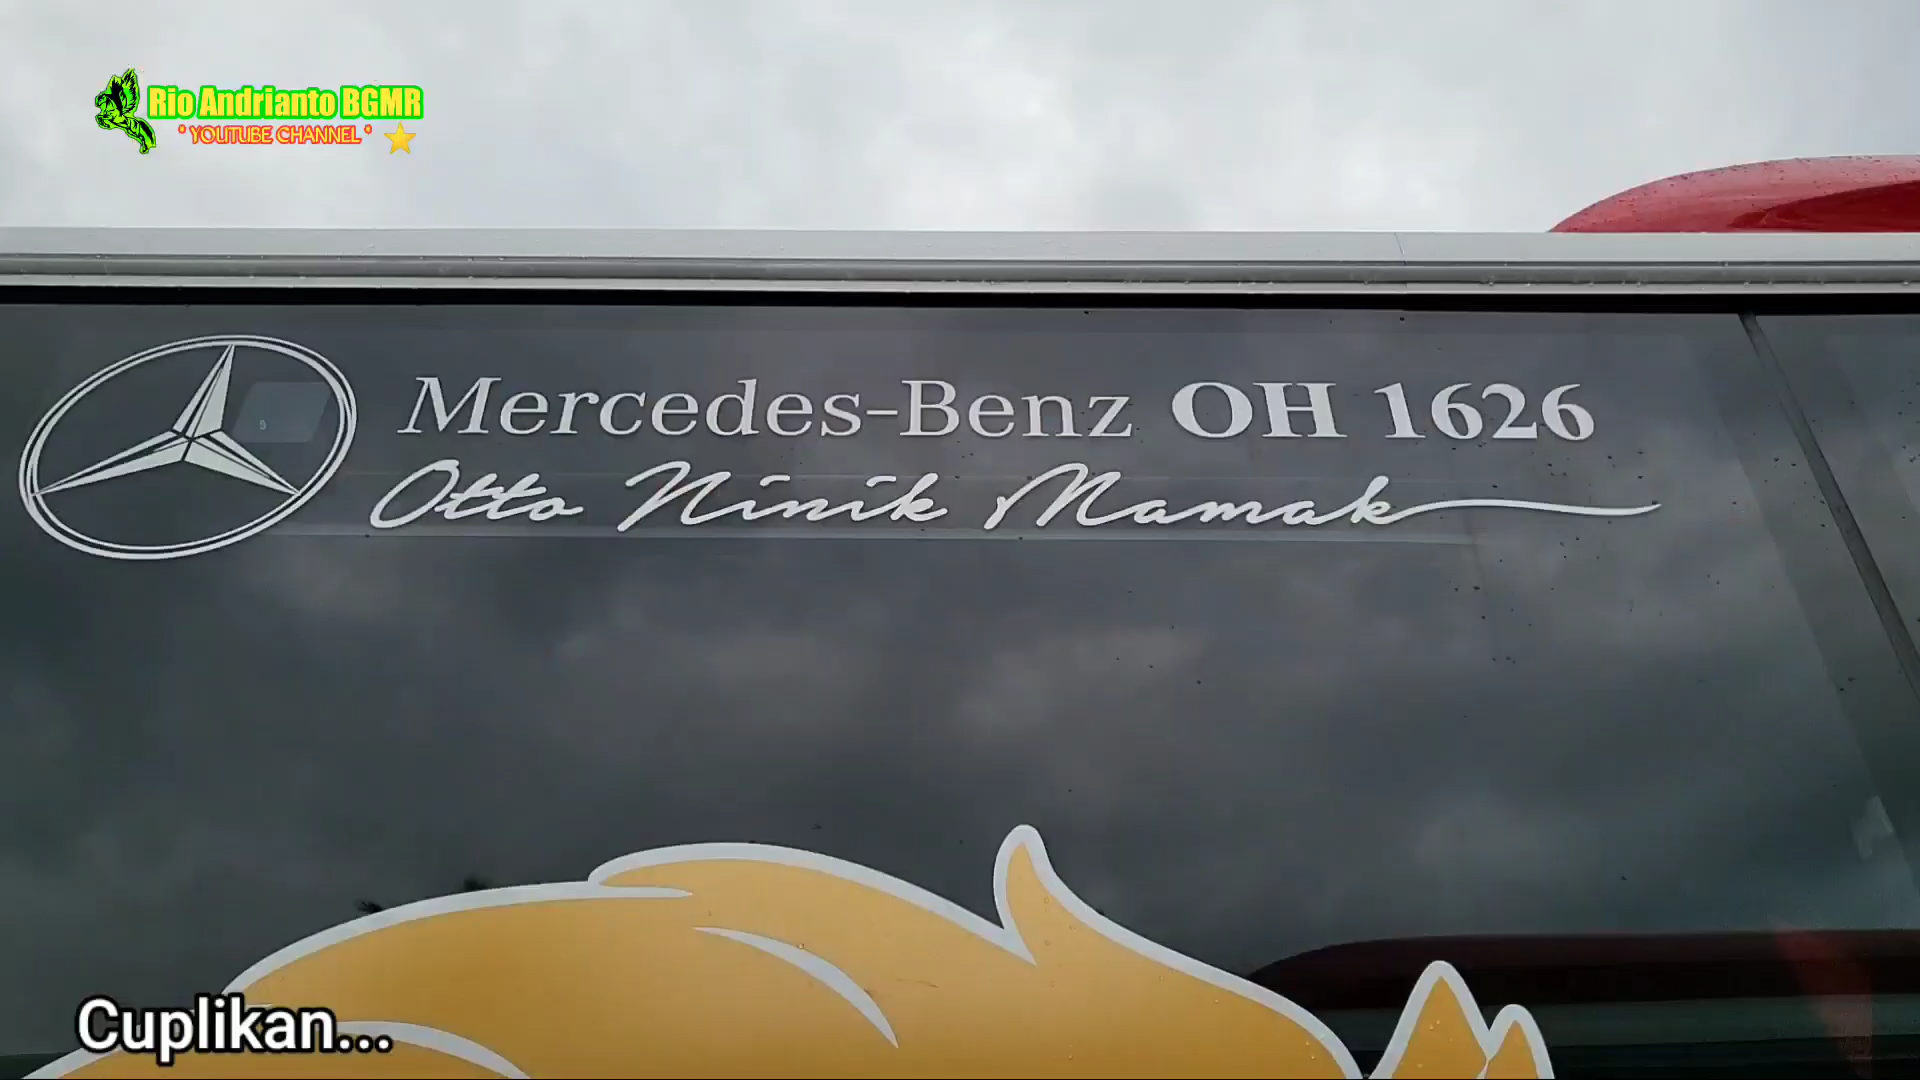 Rio Andrianto BGMR
* YOUTUBE CHANNEL *
Mercedes-Benz OH 1626
Otto Ninik Mamak
Cuplikan...